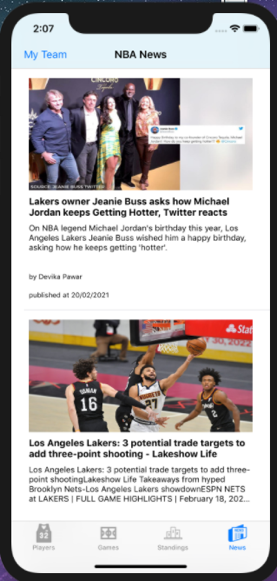 2:07
My Team
NBA News
CINCORO
SOURCE: JEANIE BUSS TWITTER
Lakers owner Jeanie Buss asks how Michael
Jordan keeps Getting Hotter, Twitter reacts
On NBA legend Michael Jordan's birthday this year, Los
Angeles Lakers Jeanie Buss wished him a happy birthday,
asking how he keeps getting 'hotter'.
by Devika Pawar
published at 20/02/2021
Stat
OSMAN
16
2
Los Angeles Lakers: 3 potential trade targets to
add three-point shooting - Lakeshow Life
Los Angeles Lakers: 3 potential trade targets to add three-
point shootingLakeshow Life Takeaways from hyped
Brooklyn Nets-Los Angeles Lakers showdownESPN NETS
at LAKERS | FULL GAME HIGHLIGHTS | February 18, 202...
Players
Games
Standings
News